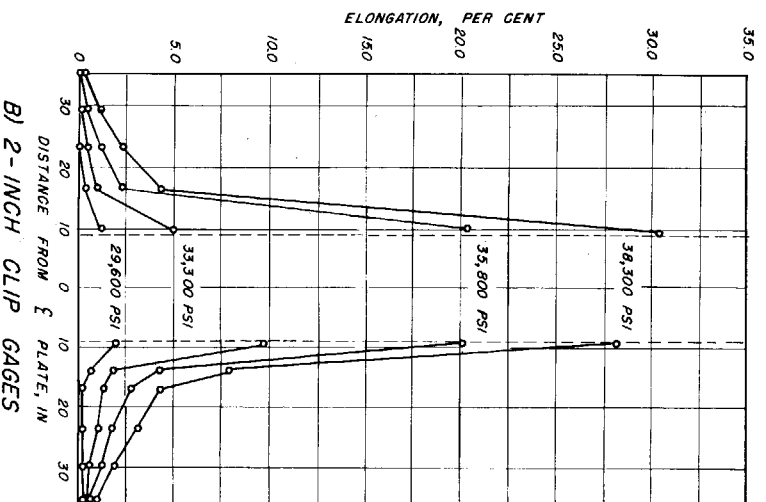 ELONGATION, PER CENT
0
5.0
10.0
15.0
20.0
25.0
30.0
35.0
38,300 PSI
35,800 PSI
33,300 PSI
29,600 PSI
30 20 10 0 10 20 30
DISTANCE FROM ℄ PLATE, IN
B) 2-INCH CLIP GAGES